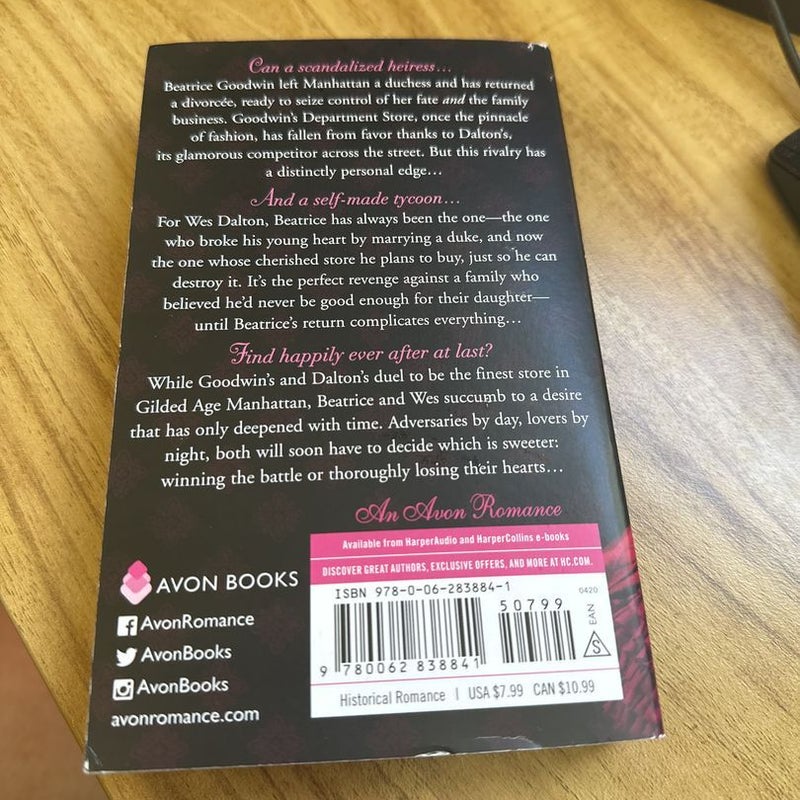 Can a scandalized heiress…
Beatrice Goodwin left Manhattan a duchess and has returned
a divorcée, ready to seize control of her fate and the family
business. Goodwin's Department Store, once the pinnacle
of fashion, has fallen from favor thanks to Dalton's,
its glamorous competitor across the street. But this rivalry has
a distinctly personal edge…
And a self-made tycoon…
For Wes Dalton, Beatrice has always been the one—the one
who broke his young heart by marrying a duke, and now
the one whose cherished store he plans to buy, just so he can
destroy it. It's the perfect revenge against a family who
believed he'd never be good enough for their daughter—
until Beatrice's return complicates everything…
Find happily ever after at last?
While Goodwin's and Dalton's duel to be the finest store in
Gilded Age Manhattan, Beatrice and Wes succumb to a desire
that has only deepened with time. Adversaries by day, lovers by
night, both will soon have to decide which is sweeter:
winning the battle or thoroughly losing their hearts…
An Avon Romance
Available from HarperAudio and HarperCollins e-books
DISCOVER GREAT AUTHORS, EXCLUSIVE OFFERS, AND MORE AT HC.COM.
ISBN 978-0-06-283884-1
0420
50799
EAN
S
9 780062 838841
Historical Romance | USA $7.99 CAN $10.99
AVON BOOKS
AvonRomance
AvonBooks
AvonBooks
avonromance.com